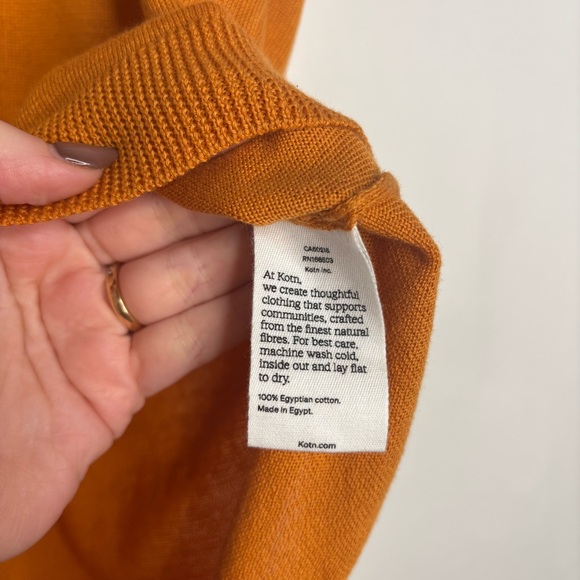 CA60216
RN166503
Kotn Inc.
At Kotn,
we create thoughtful
clothing that supports
communities, crafted
from the finest natural
fibres. For best care,
machine wash cold,
inside out and lay flat
to dry.
100% Egyptian cotton.
Made in Egypt.
Kotn.com